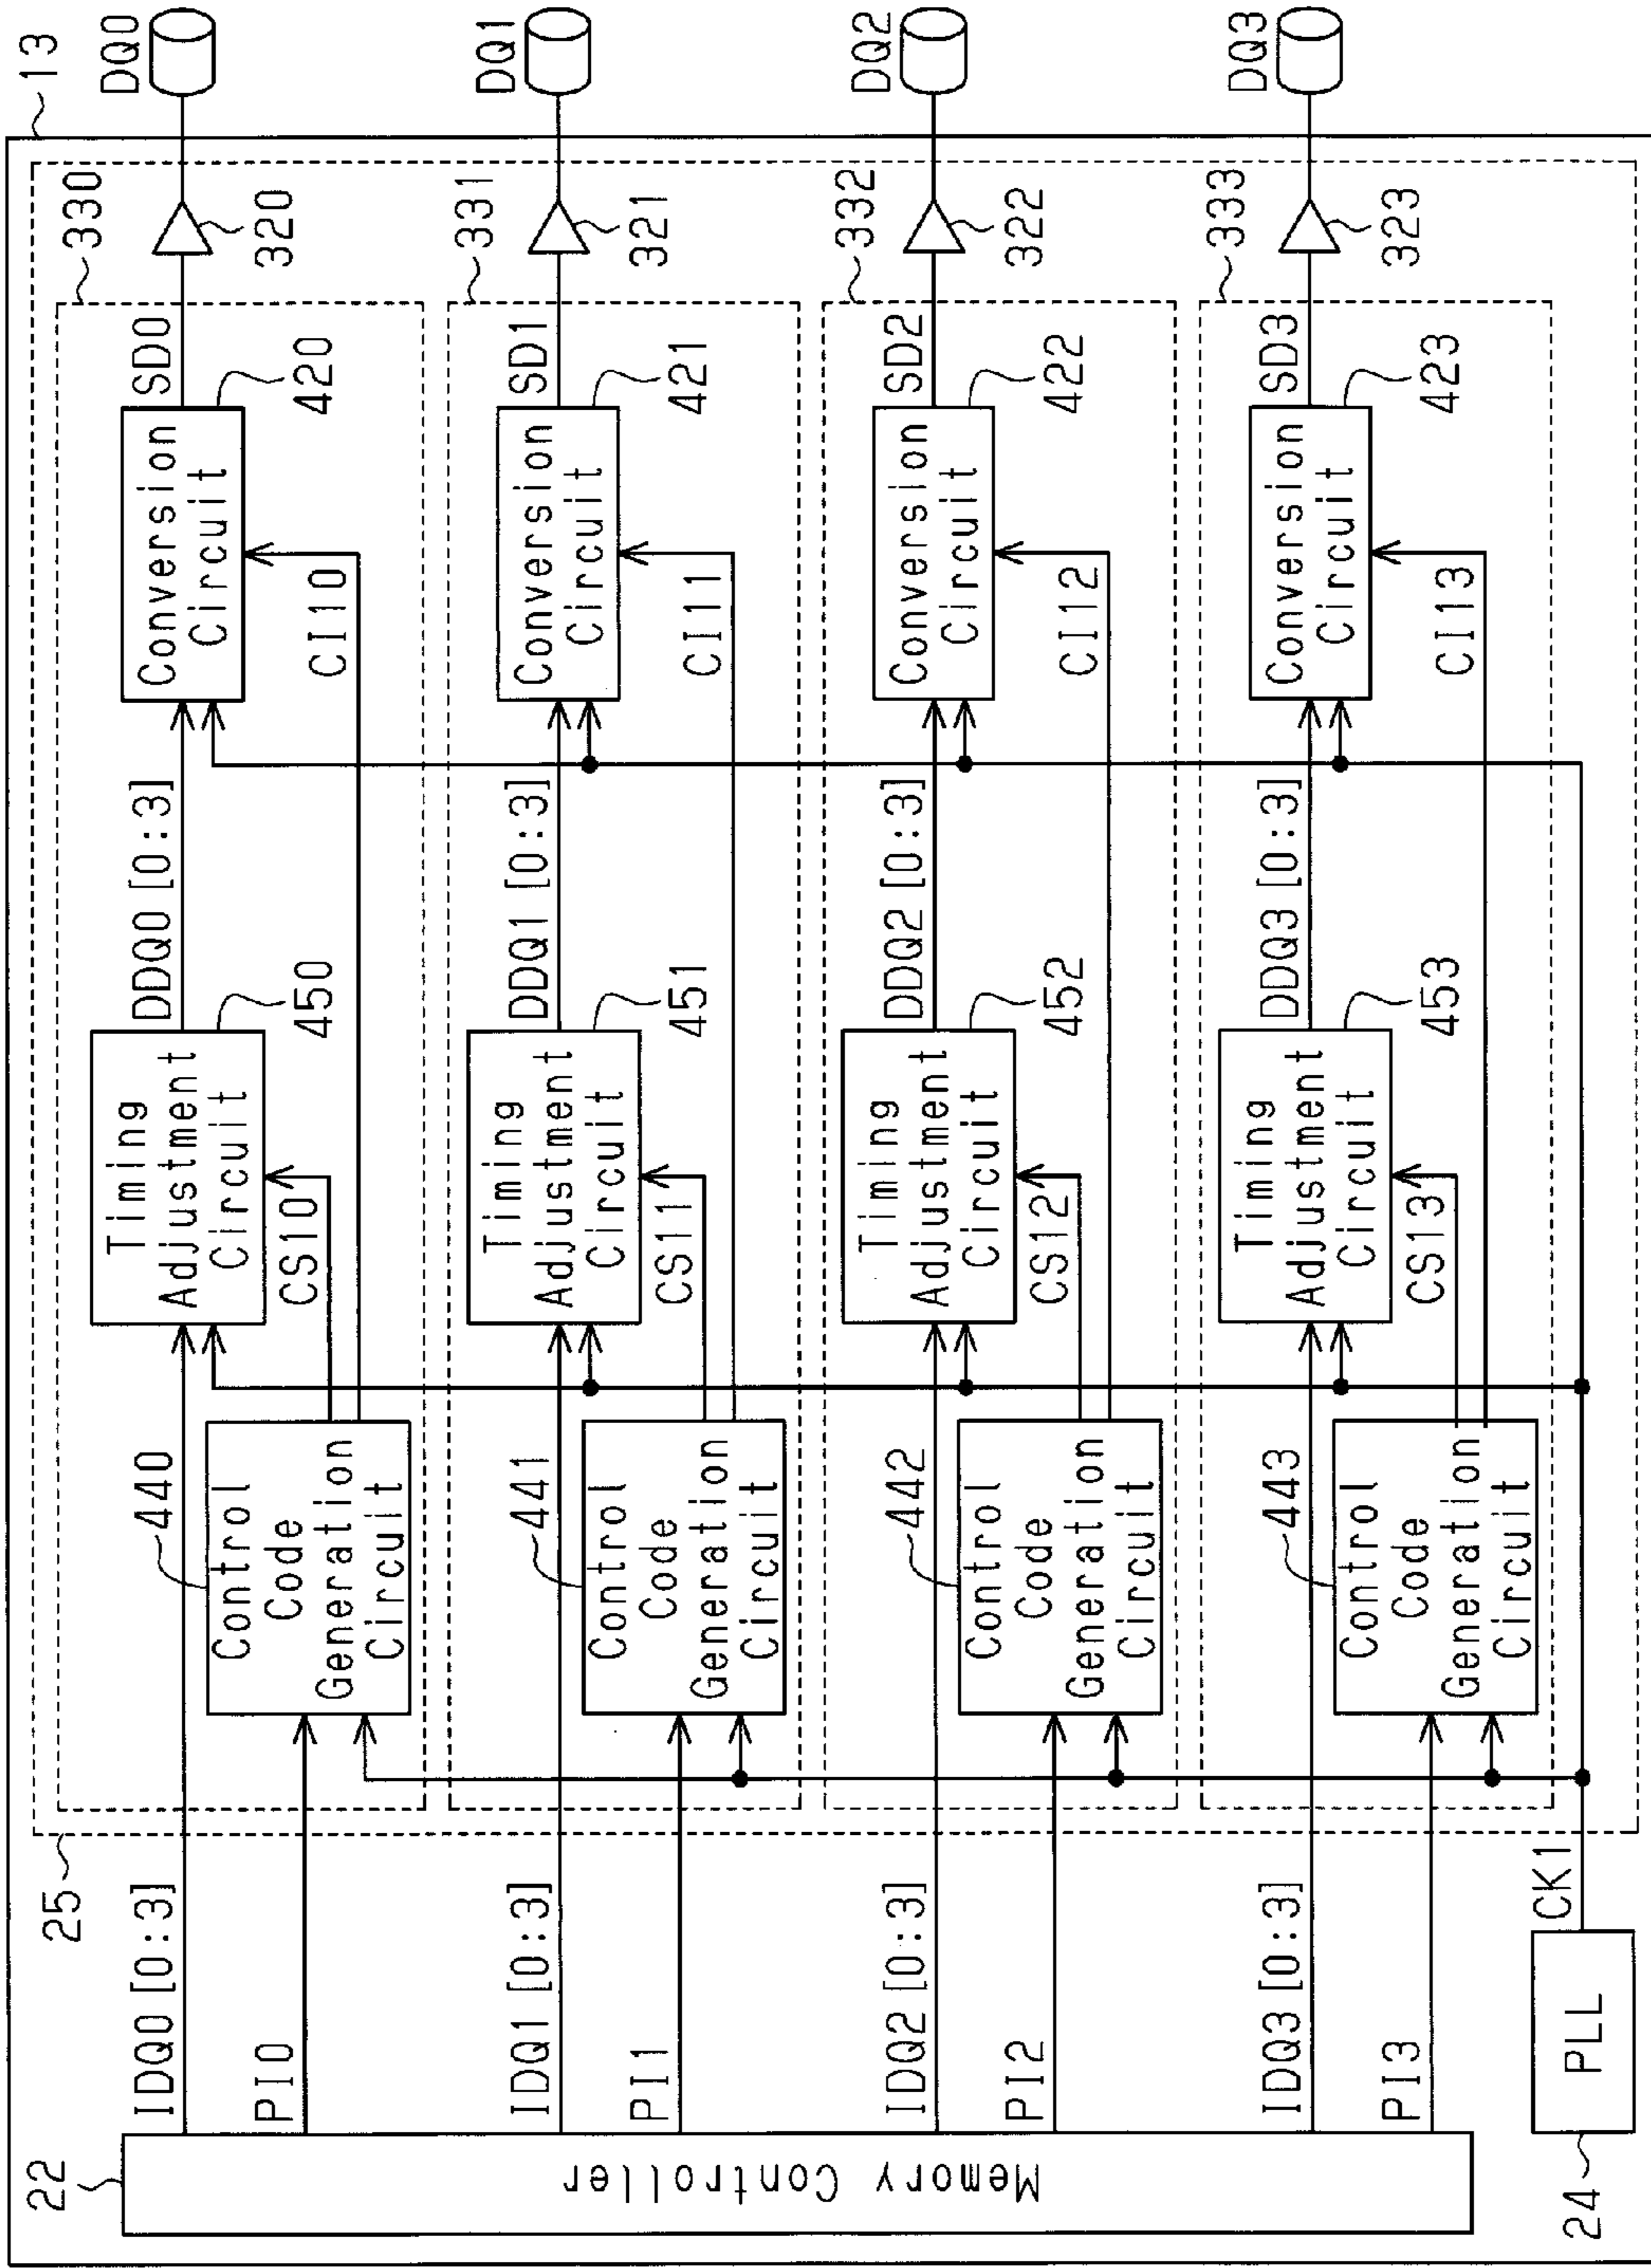 13
22
Memory Controller
25
IDQ0 [0:3]
PI0
440
Control
Code
Generation
Circuit
CS10
CI10
Timing
Adjustment
Circuit
450
DDQ0 [0:3]
Conversion
Circuit
420
SD0
330
320
DQ0
IDQ1 [0:3]
PI1
441
Control
Code
Generation
Circuit
CS11
CI11
Timing
Adjustment
Circuit
451
DDQ1 [0:3]
Conversion
Circuit
421
SD1
331
321
DQ1
IDQ2 [0:3]
PI2
442
Control
Code
Generation
Circuit
CS12
CI12
Timing
Adjustment
Circuit
452
DDQ2 [0:3]
Conversion
Circuit
422
SD2
332
322
DQ2
IDQ3 [0:3]
PI3
443
Control
Code
Generation
Circuit
CS13
CI13
Timing
Adjustment
Circuit
453
DDQ3 [0:3]
Conversion
Circuit
423
SD3
333
323
DQ3
24
PLL
CK1